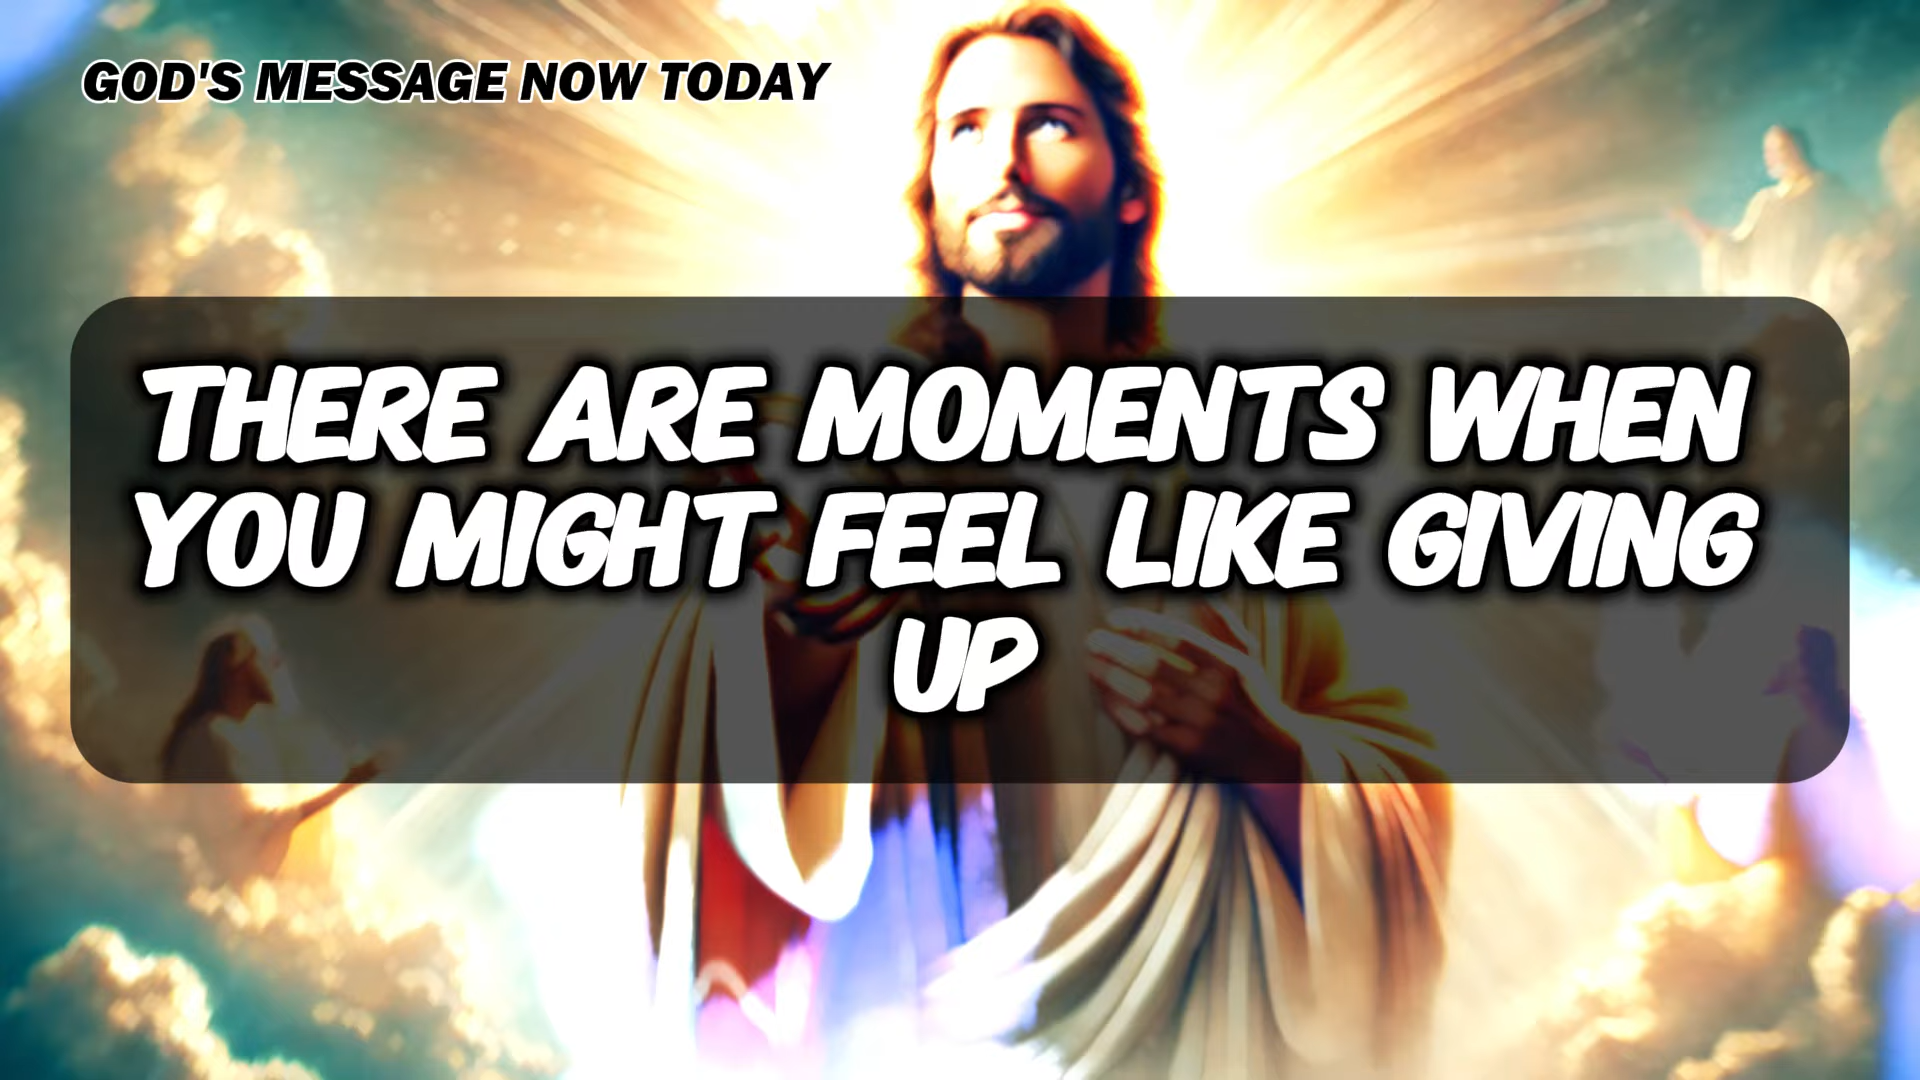 GOD'S MESSAGE NOW TODAY
THERE ARE MOMENTS WHEN
YOU MIGHT FEEL LIKE GIVING
UP